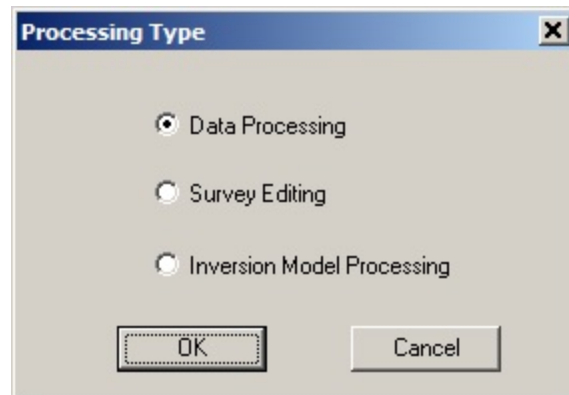 Processing Type
Data Processing
Survey Editing
Inversion Model Processing
OK Cancel